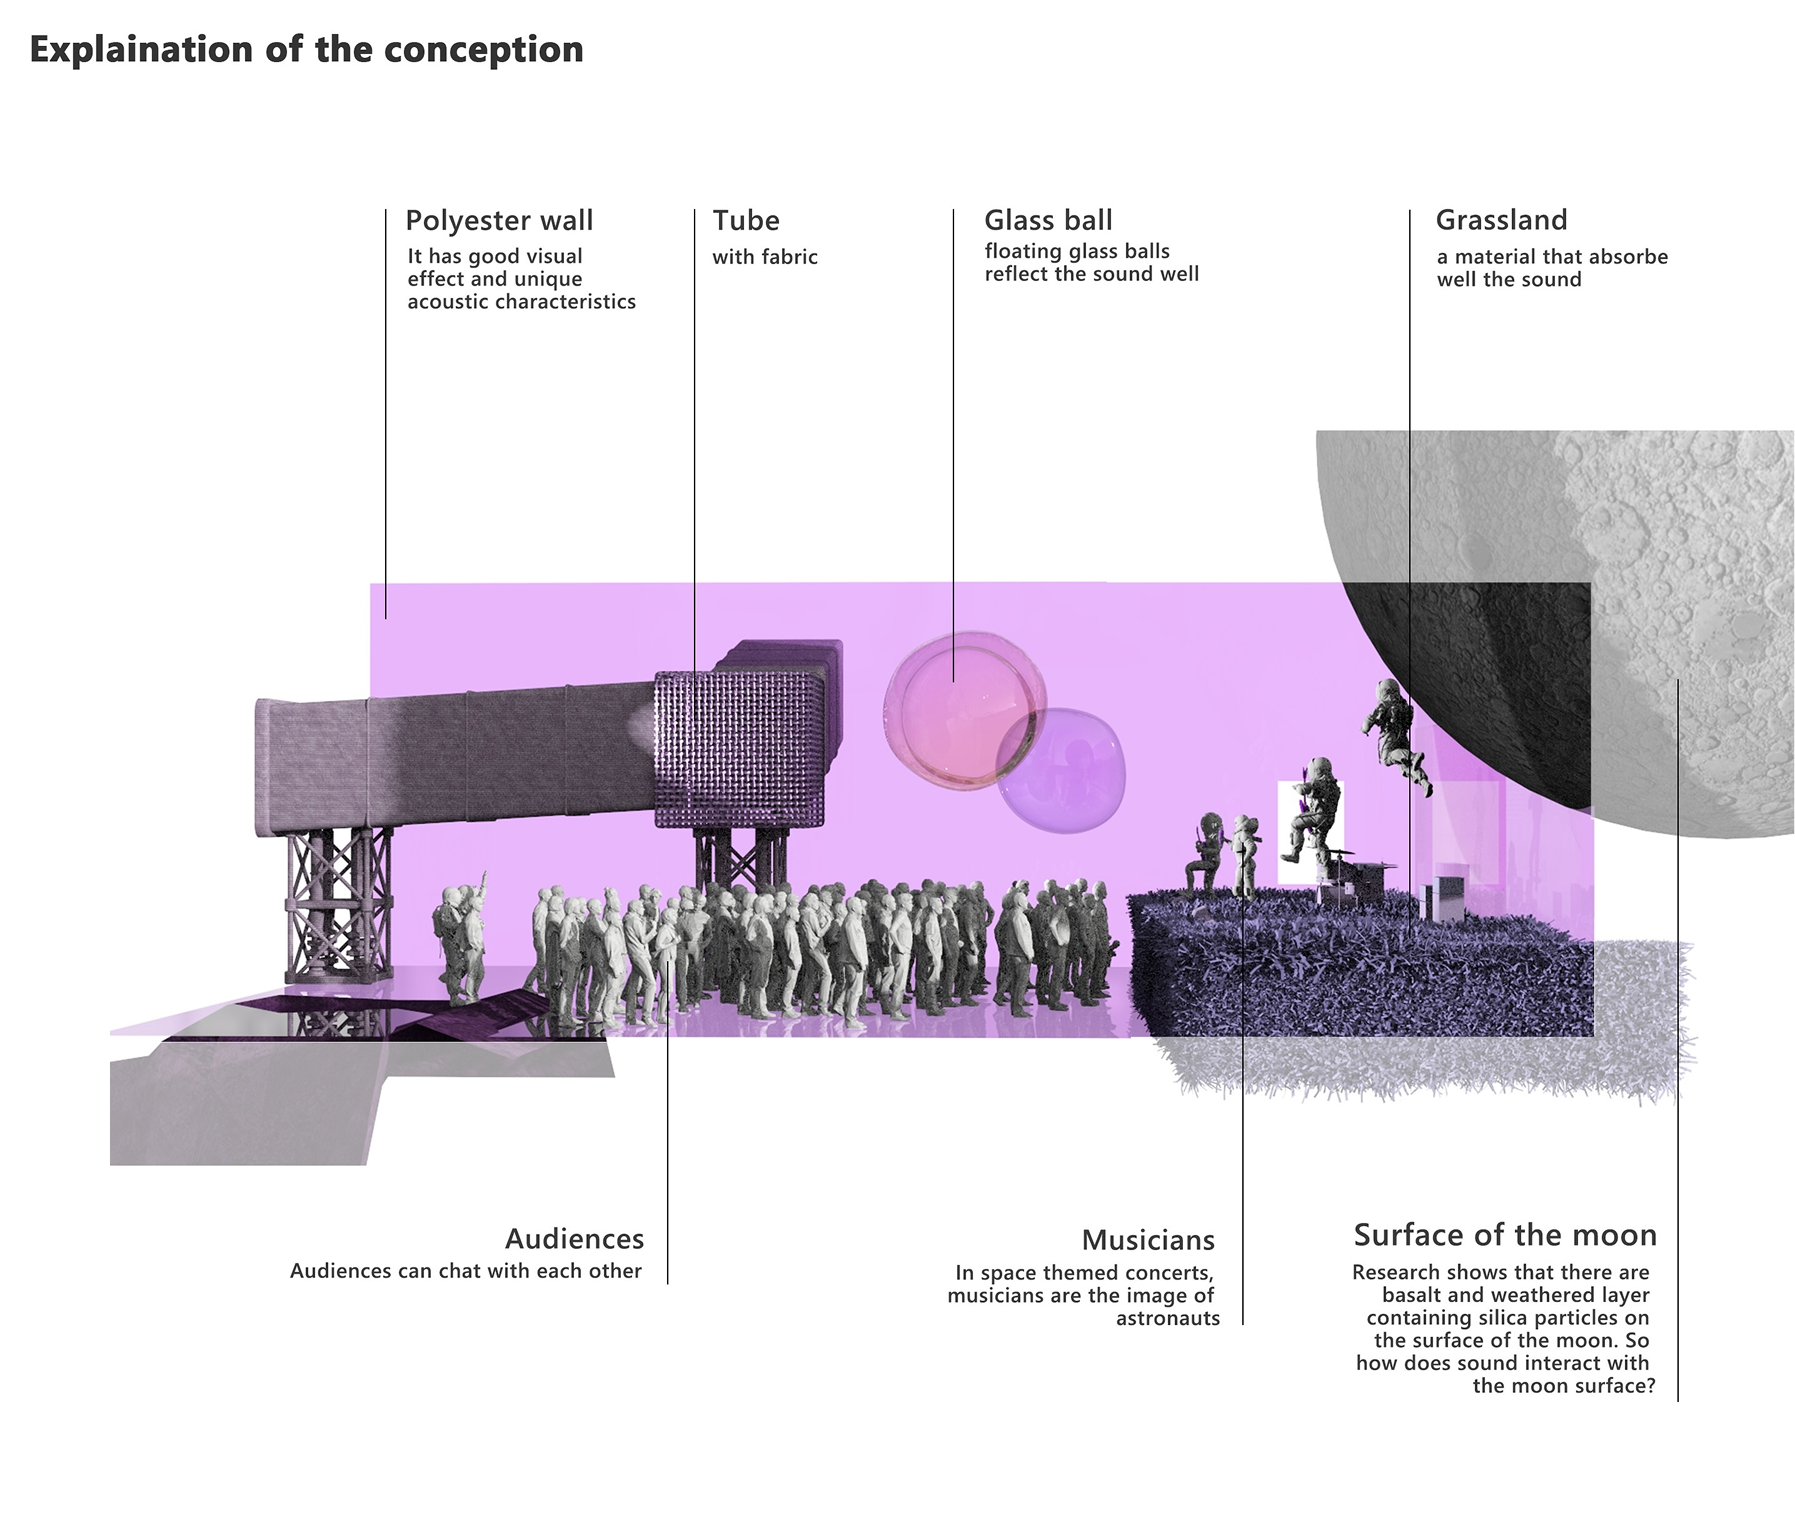 Explaination of the conception
Polyester wall
It has good visual
effect and unique
acoustic characteristics
Tube
with fabric
Glass ball
floating glass balls
reflect the sound well
Grassland
a material that absorbe
well the sound
Audiences
Audiences can chat with each other
Musicians
In space themed concerts,
musicians are the image of
astronauts
Surface of the moon
Research shows that there are
basalt and weathered layer
containing silica particles on
the surface of the moon. So
how does sound interact with
the moon surface?